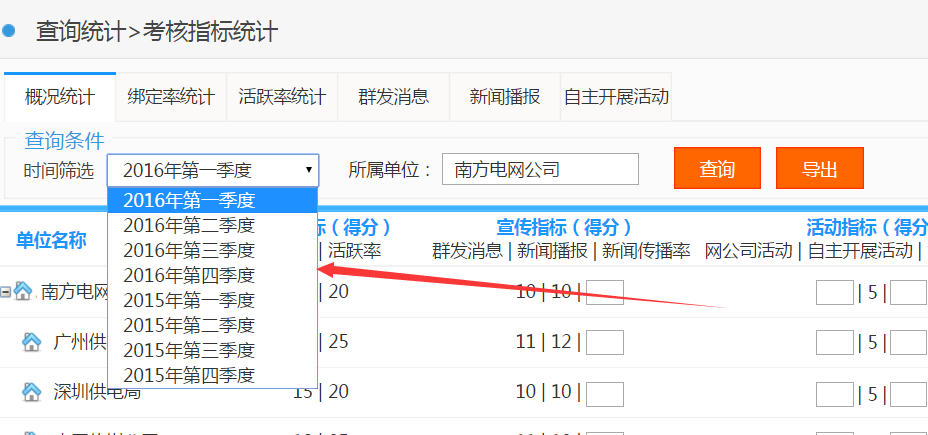 查询统计>考核指标统计
概况统计 绑定率统计 活跃率统计 群发消息 新闻播报 自主开展活动
查询条件
时间筛选 2016年第一季度 所属单位： 南方电网公司 查询 导出
2016年第一季度
2016年第二季度
2016年第三季度
2016年第四季度
2015年第一季度
2015年第二季度
2015年第三季度
2015年第四季度
单位名称 标（得分） 宣传指标（得分） 活动指标（得分
| 活跃率 群发消息 | 新闻播报 | 新闻传播率 网公司活动 | 自主开展活动 |
南方电网 | 20 10 | 10 | | 5 |
广州供 | 25 11 | 12 | | 5 |
深圳供电局 15 | 20 10 | 10 | | 5 |